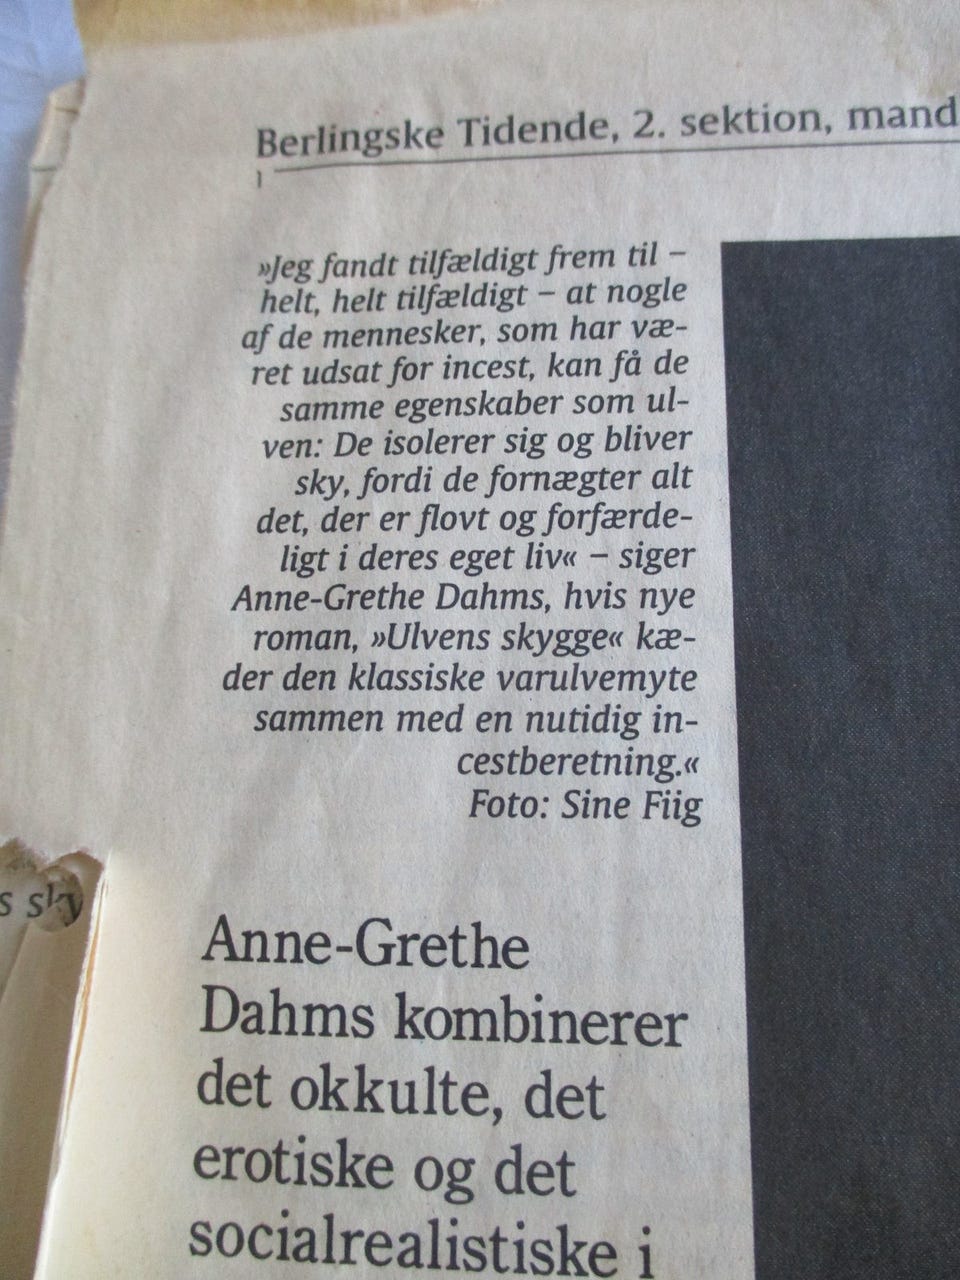 Berlingske Tidende, 2. sektion, mand
»Jeg fandt tilfældigt frem til –
helt, helt tilfældigt – at nogle
af de mennesker, som har væ-
ret udsat for incest, kan få de
samme egenskaber som ul-
ven: De isolerer sig og bliver
sky, fordi de fornægter alt
det, der er flovt og forfærde-
ligt i deres eget liv« – siger
Anne-Grethe Dahms, hvis nye
roman, »Ulvens skygge« kæ-
der den klassiske varulvemyte
sammen med en nutidig in-
cestberetning.«
Foto: Sine Fiig
s sky
Anne-Grethe
Dahms kombinerer
det okkulte, det
erotiske og det
socialrealistiske i